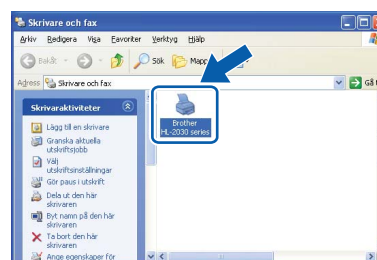 Skrivare och fax
Arkiv Redigera Visa Favoriter Verktyg Hjälp
Bakåt Sök Mappar
Adress Skrivare och fax Gå t
Skrivaraktiviteter
Lägg till en skrivare
Granska aktuella
utskriftsjobb
Välj
utskriftsinställningar
Gör paus i utskrift
Dela ut den här
skrivaren
Byt namn på den här
skrivaren
Ta bort den här
skrivaren
Ange egenskaper för
Brother
HL-2030 series